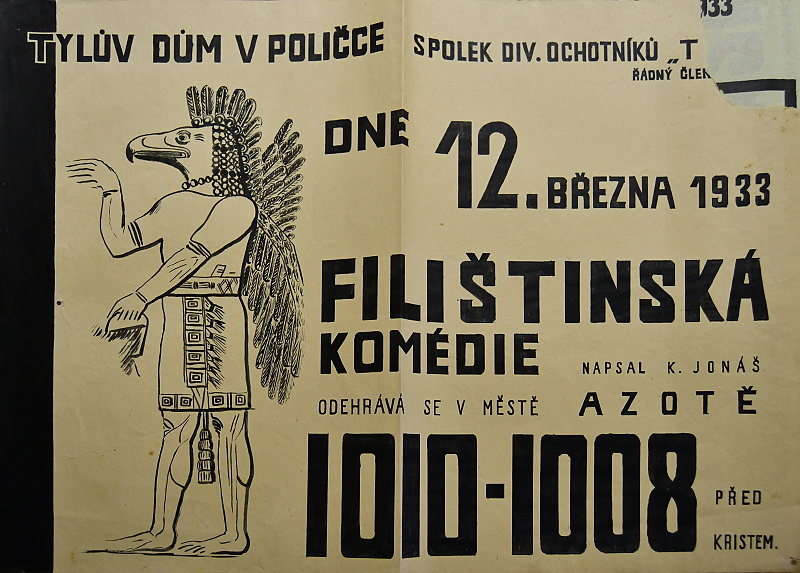 TYLŮV DŮM V POLIČCE SPOLEK DIV. OCHOTNÍKŮ „T
ŘÁDNÝ ČLEN
DNE 12. BŘEZNA 1933
FILIŠTINSKÁ
KOMÉDIE
NAPSAL K. JONÁŠ
ODEHRÁVÁ SE V MĚSTĚ AZOTĚ
1010-1008 PŘED
KRISTEM.